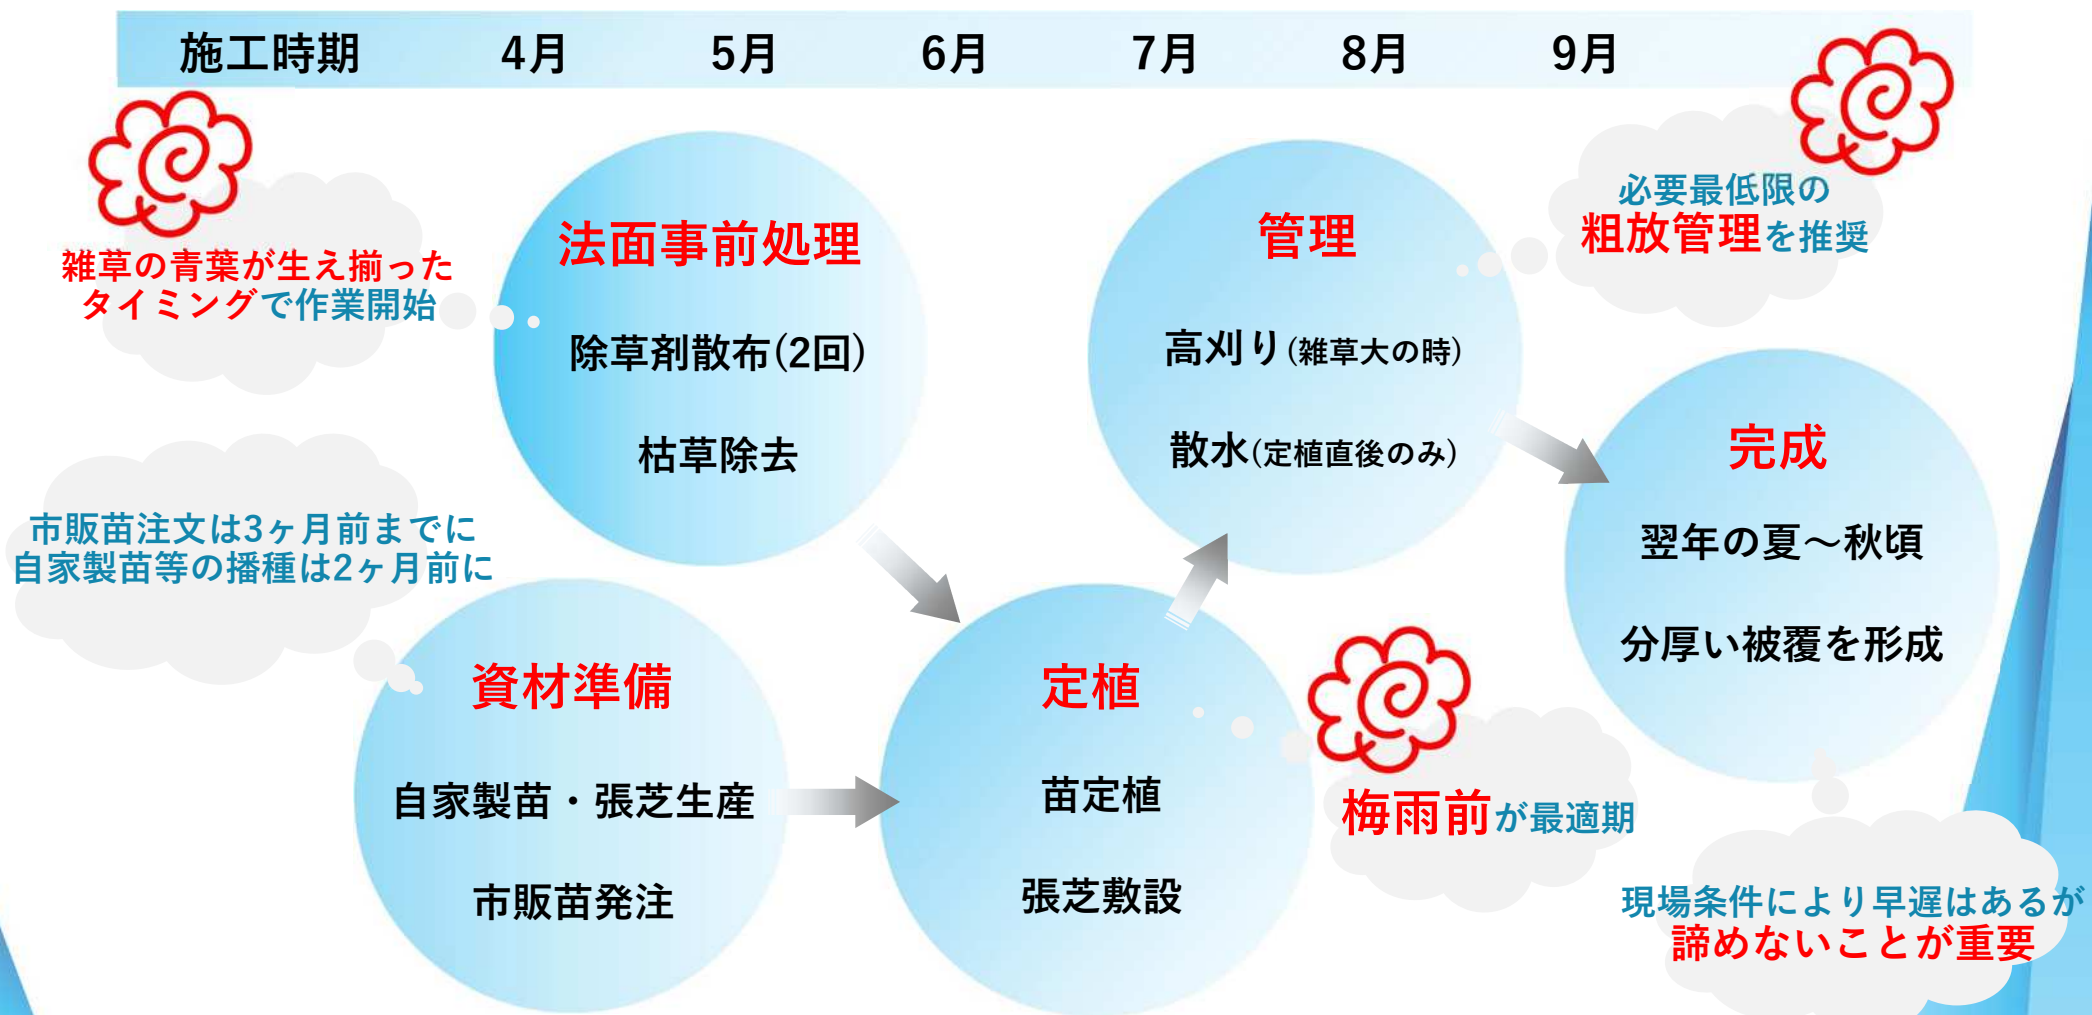 施工時期 4月 5月 6月 7月 8月 9月
雑草の青葉が生え揃った
タイミングで作業開始
法面事前処理
除草剤散布(2回)
枯草除去
市販苗注文は3ヶ月前までに
自家製苗等の播種は2ヶ月前に
資材準備
自家製苗・張芝生産
市販苗発注
定植
苗定植
張芝敷設
梅雨前が最適期
管理
高刈り(雑草大の時)
散水(定植直後のみ)
必要最低限の
粗放管理を推奨
完成
翌年の夏～秋頃
分厚い被覆を形成
現場条件により早遅はあるが
諦めないことが重要